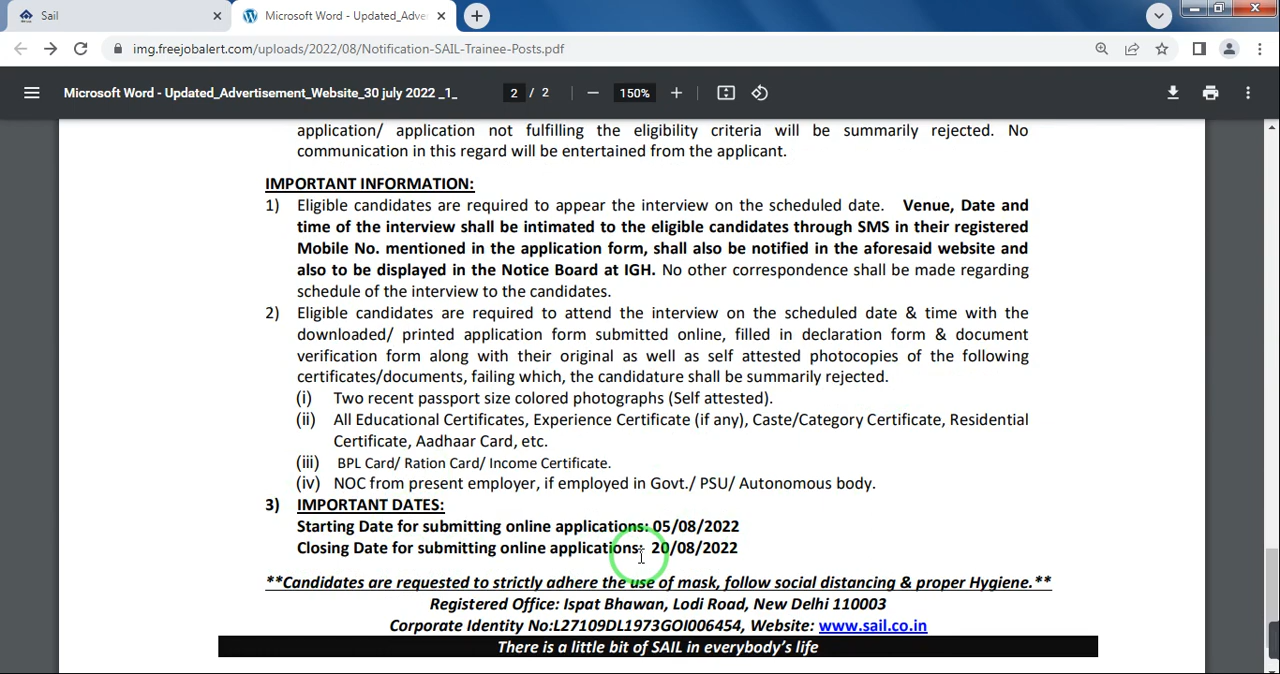 Sail
Microsoft Word - Updated_Adve
img.freejobalert.com/uploads/2022/08/Notification-SAIL-Trainee-Posts.pdf
Microsoft Word - Updated_Advertisement_Website_30 july 2022 _1_
2 / 2
150%
application/ application not fulfilling the eligibility criteria will be summarily rejected. No
communication in this regard will be entertained from the applicant.
IMPORTANT INFORMATION:
1) Eligible candidates are required to appear the interview on the scheduled date. Venue, Date and
time of the interview shall be intimated to the eligible candidates through SMS in their registered
Mobile No. mentioned in the application form, shall also be notified in the aforesaid website and
also to be displayed in the Notice Board at IGH. No other correspondence shall be made regarding
schedule of the interview to the candidates.
2) Eligible candidates are required to attend the interview on the scheduled date & time with the
downloaded/ printed application form submitted online, filled in declaration form & document
verification form along with their original as well as self attested photocopies of the following
certificates/documents, failing which, the candidature shall be summarily rejected.
(i) Two recent passport size colored photographs (Self attested).
(ii) All Educational Certificates, Experience Certificate (if any), Caste/Category Certificate, Residential
Certificate, Aadhaar Card, etc.
(iii) BPL Card/ Ration Card/ Income Certificate.
(iv) NOC from present employer, if employed in Govt./ PSU/ Autonomous body.
3) IMPORTANT DATES:
Starting Date for submitting online applications: 05/08/2022
Closing Date for submitting online applications: 20/08/2022
**Candidates are requested to strictly adhere the use of mask, follow social distancing & proper Hygiene.**
Registered Office: Ispat Bhawan, Lodi Road, New Delhi 110003
Corporate Identity No:L27109DL1973GOI006454, Website: www.sail.co.in
There is a little bit of SAIL in everybody's life